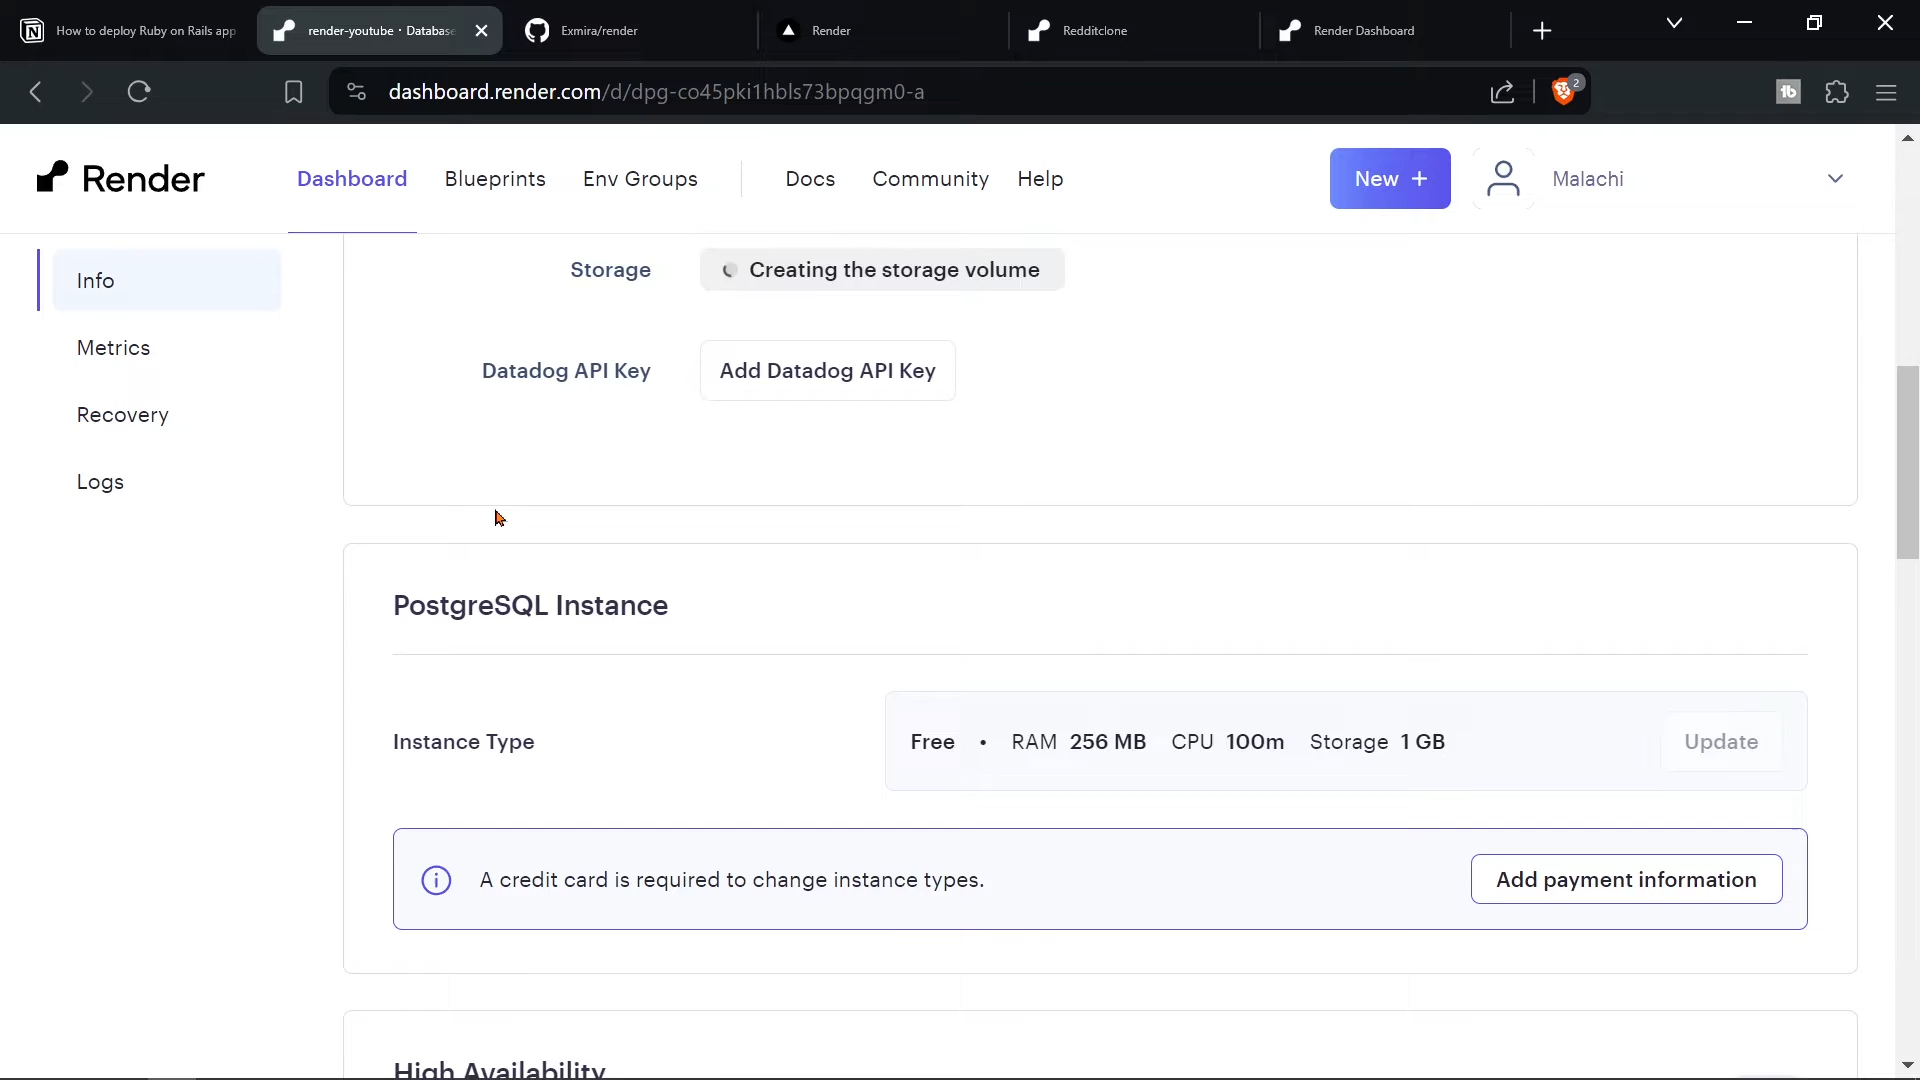 How to deploy Ruby on Rails app
render-youtube · Database
Exmira/render
Render
Redditclone
Render Dashboard
dashboard.render.com/d/dpg-co45pki1hbls73bpqgm0-a
2
Render
Dashboard
Blueprints
Env Groups
Docs
Community
Help
New +
Malachi
Info
Metrics
Recovery
Logs
Storage
Creating the storage volume
Datadog API Key
Add Datadog API Key
PostgreSQL Instance
Instance Type
Free • RAM 256 MB CPU 100m Storage 1 GB
Update
A credit card is required to change instance types.
Add payment information
High Availability